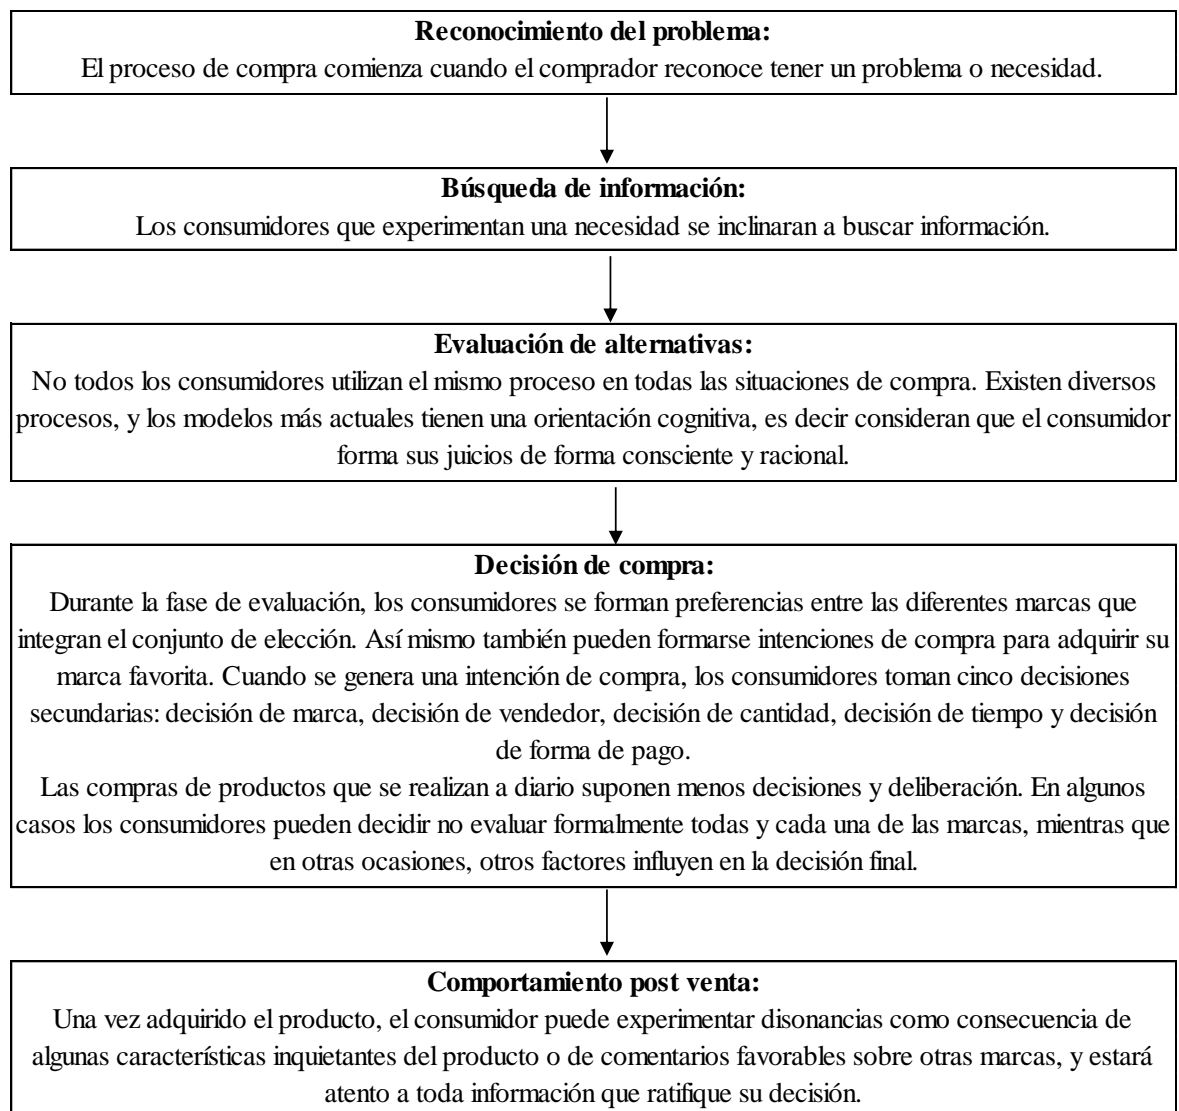 Reconocimiento del problema:
El proceso de compra comienza cuando el comprador reconoce tener un problema o necesidad.
Búsqueda de información:
Los consumidores que experimentan una necesidad se inclinaran a buscar información.
Evaluación de alternativas:
No todos los consumidores utilizan el mismo proceso en todas las situaciones de compra. Existen diversos
procesos, y los modelos más actuales tienen una orientación cognitiva, es decir consideran que el consumidor
forma sus juicios de forma consciente y racional.
Decisión de compra:
Durante la fase de evaluación, los consumidores se forman preferencias entre las diferentes marcas que
integran el conjunto de elección. Así mismo también pueden formarse intenciones de compra para adquirir su
marca favorita. Cuando se genera una intención de compra, los consumidores toman cinco decisiones
secundarias: decisión de marca, decisión de vendedor, decisión de cantidad, decisión de tiempo y decisión
de forma de pago.
Las compras de productos que se realizan a diario suponen menos decisiones y deliberación. En algunos
casos los consumidores pueden decidir no evaluar formalmente todas y cada una de las marcas, mientras que
en otras ocasiones, otros factores influyen en la decisión final.
Comportamiento post venta:
Una vez adquirido el producto, el consumidor puede experimentar disonancias como consecuencia de
algunas características inquietantes del producto o de comentarios favorables sobre otras marcas, y estará
atento a toda información que ratifique su decisión.